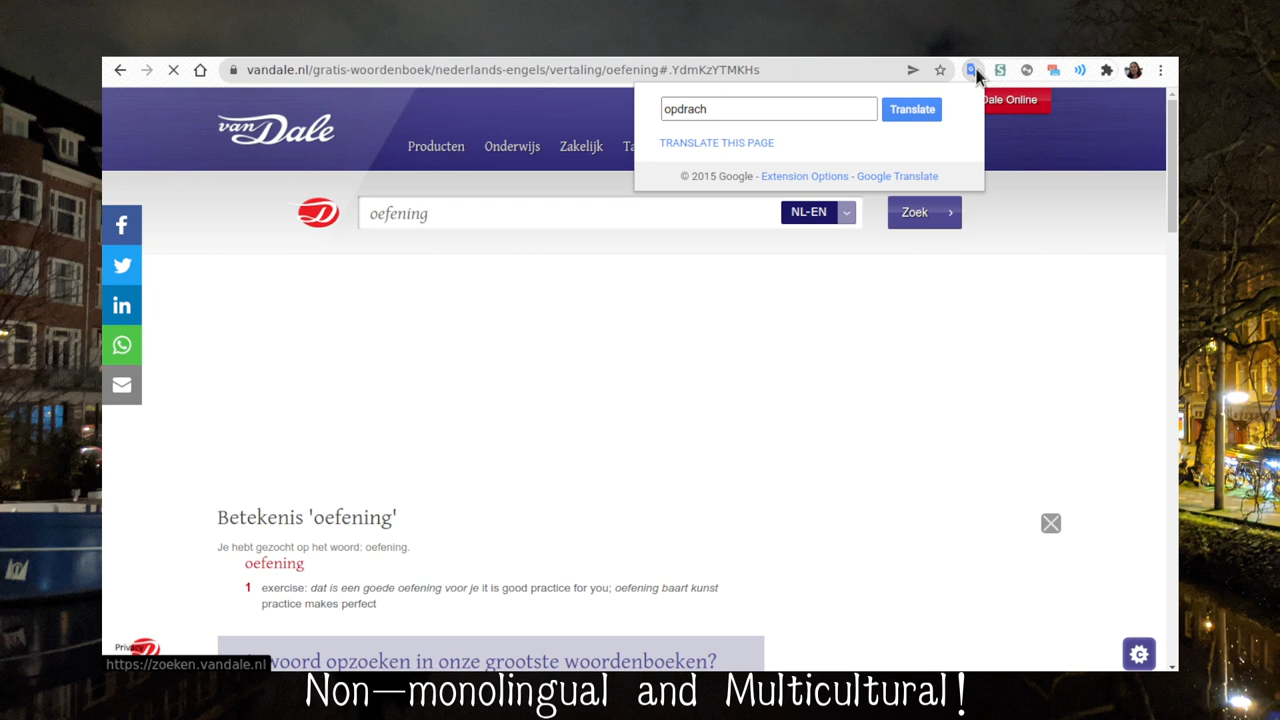 vandale.nl/gratis-woordenboek/nederlands-engels/vertaling/oefening#.YdmKzYTMKHs
opdrach
Translate
Dale Online
TRANSLATE THIS PAGE
van Dale
Producten Onderwijs Zakelijk Ta
© 2015 Google - Extension Options - Google Translate
oefening NL-EN Zoek ›
Betekenis 'oefening'
Je hebt gezocht op het woord: oefening.
oefening
1 exercise: dat is een goede oefening voor je it is good practice for you; oefening baart kunst
practice makes perfect
woord opzoeken in onze grootste woordenboeken?
https://zoeken.vandale.nl
Non-monolingual and Multicultural!